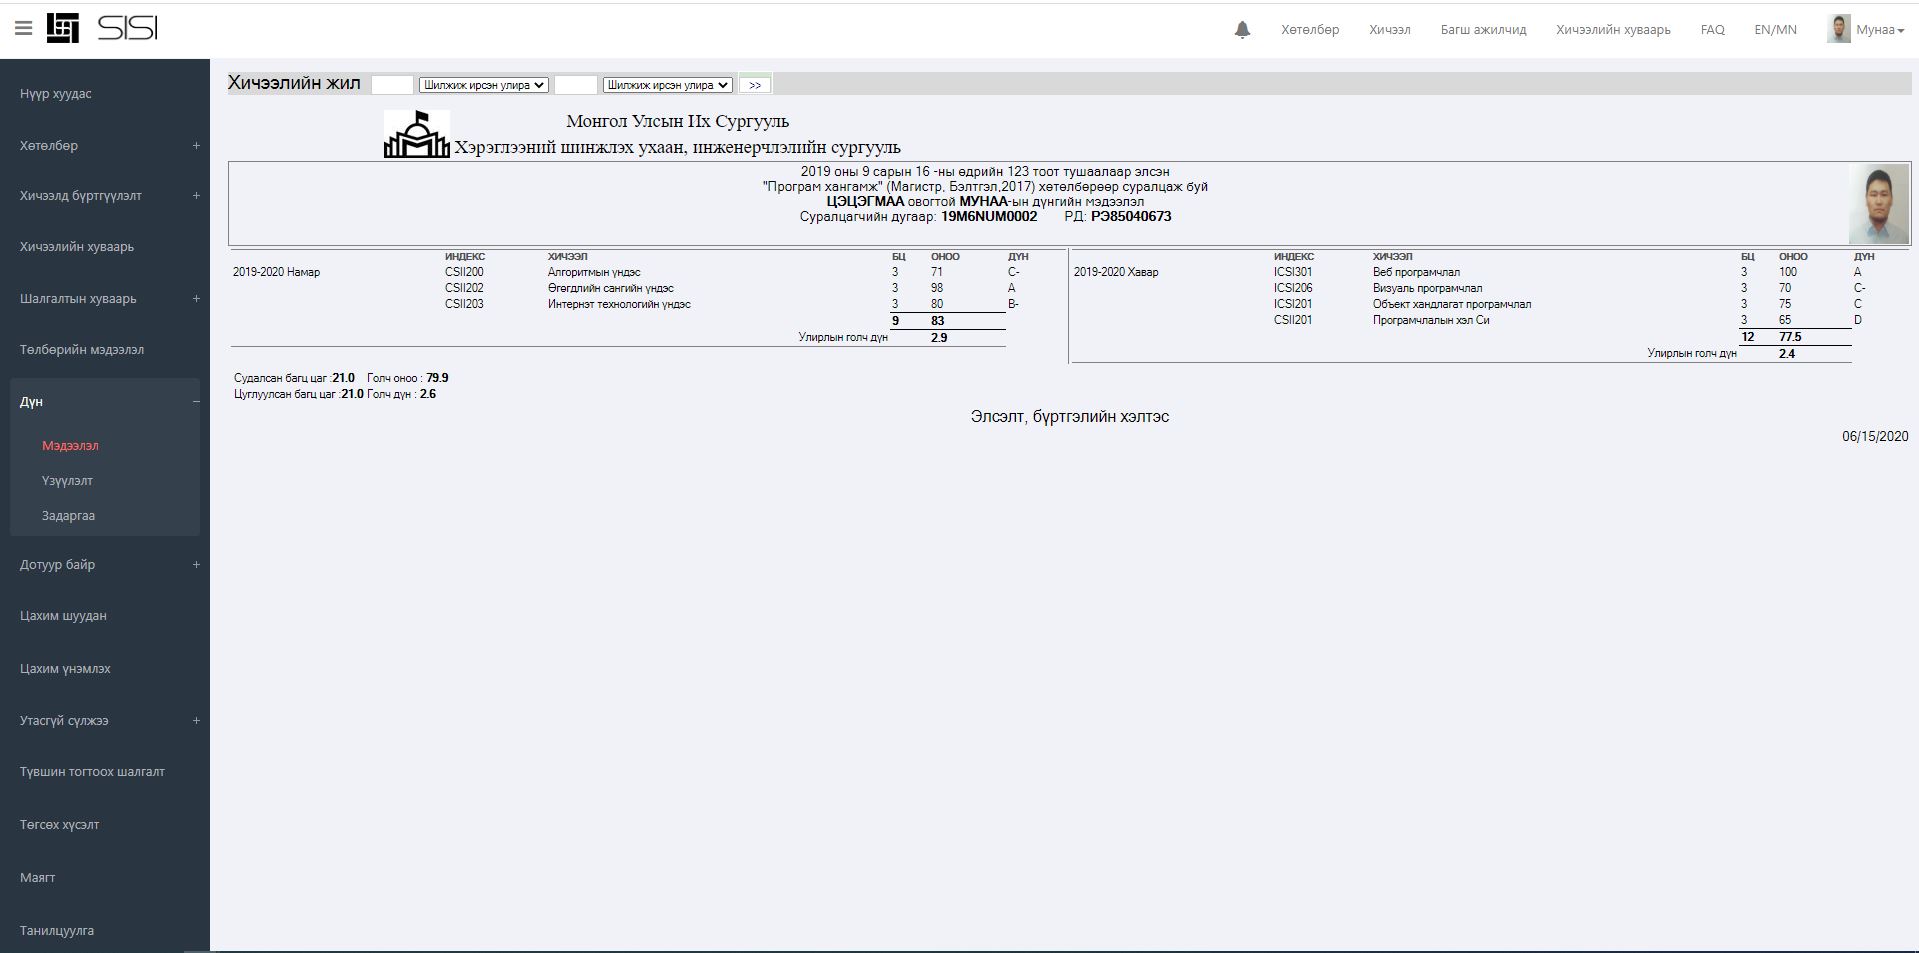 SISI
Хөтөлбөр Хичээл Багш ажилчид Хичээлийн хуваарь FAQ EN/MN Мунаа
Нүүр хуудас
Хөтөлбөр +
Хичээлд бүртгүүлэлт +
Хичээлийн хуваарь
Шалгалтын хуваарь +
Төлбөрийн мэдээлэл
Дүн −
Мэдээлэл
Үзүүлэлт
Задаргаа
Дотуур байр +
Цахим шуудан
Цахим үнэмлэх
Утасгүй сүлжээ +
Түвшин тогтоох шалгалт
Төгсөх хүсэлт
Маягт
Танилцуулга
Хичээлийн жил Шилжиж ирсэн улира Шилжиж ирсэн улира >>
Монгол Улсын Их Сургууль
Хэрэглээний шинжлэх ухаан, инженерчлэлийн сургууль
2019 оны 9 сарын 16 -ны өдрийн 123 тоот тушаалаар элсэн
"Програм хангамж" (Магистр, Бэлтгэл,2017) хөтөлбөрөөр суралцаж буй
ЦЭЦЭГМАА овогтой МУНАА-ын дүнгийн мэдээлэл
Суралцагчийн дугаар: 19M6NUM0002 РД: РЭ85040673
ИНДЕКС ХИЧЭЭЛ БЦ ОНОО ДҮН
2019-2020 Намар CSII200 Алгоритмын үндэс 3 71 C-
CSII202 Өгөгдлийн сангийн үндэс 3 98 A
CSII203 Интернэт технологийн үндэс 3 80 B-
9 83
Улирлын голч дүн 2.9
ИНДЕКС ХИЧЭЭЛ БЦ ОНОО ДҮН
2019-2020 Хавар ICSI301 Веб програмчлал 3 100 A
ICSI206 Визуаль програмчлал 3 70 C-
ICSI201 Объект хандлагат програмчлал 3 75 C
CSII201 Програмчлалын хэл Си 3 65 D
12 77.5
Улирлын голч дүн 2.4
Судалсан багц цаг :21.0 Голч оноо : 79.9
Цуглуулсан багц цаг :21.0 Голч дүн : 2.6
Элсэлт, бүртгэлийн хэлтэс
06/15/2020